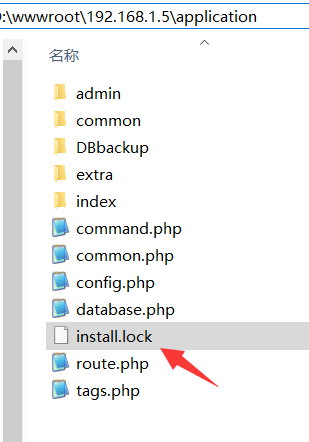 :\wwwroot\192.168.1.5\application
名称
admin
common
DBbackup
extra
index
command.php
common.php
config.php
database.php
install.lock
route.php
tags.php